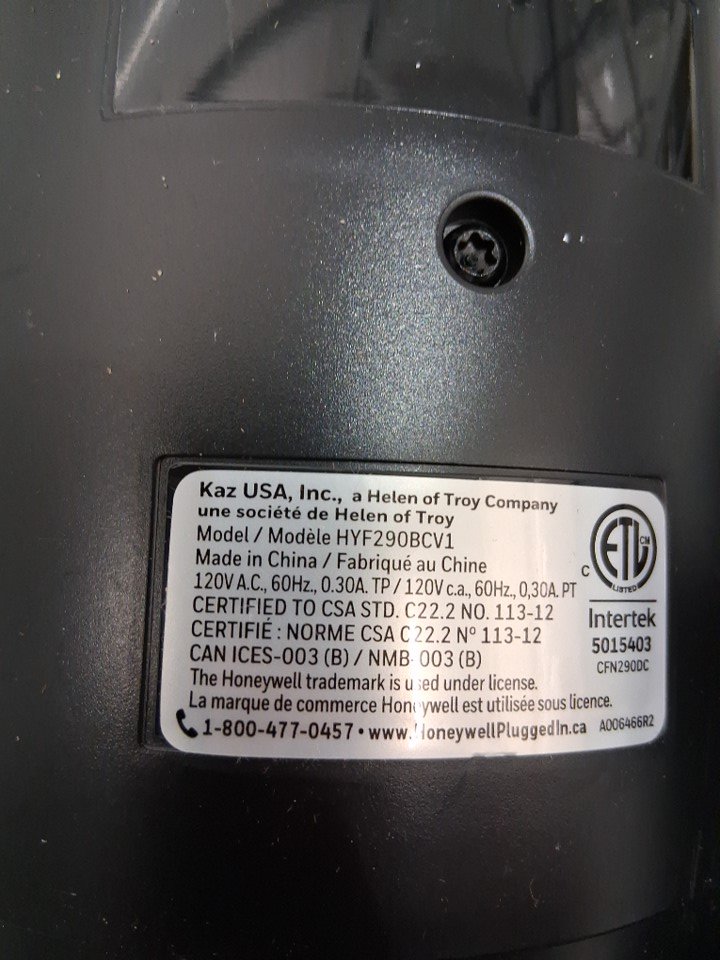 Kaz USA, Inc., a Helen of Troy Company
une société de Helen of Troy
Model / Modèle HYF290BCV1
Made in China / Fabriqué au Chine
120V A.C., 60Hz., 0.30A. TP / 120V c.a., 60Hz., 0,30A. PT
CERTIFIED TO CSA STD. C22.2 NO. 113-12
CERTIFIÉ : NORME CSA C22.2 Nº 113-12
CAN ICES-003 (B) / NMB-003 (B)
The Honeywell trademark is used under license.
La marque de commerce Honeywell est utilisée sous licence.
1-800-477-0457 • www.HoneywellPluggedIn.ca
A006466R2
C ETL CM
LISTED
Intertek
5015403
CFN290DC